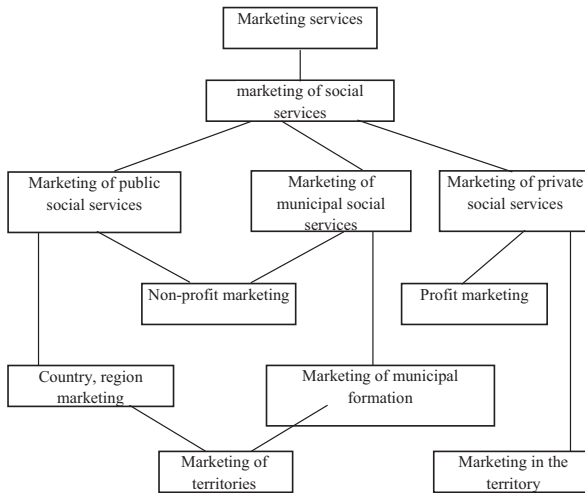 Marketing services
marketing of social
services
Marketing of public
social services
Marketing of
municipal social
services
Marketing of private
social services
Non-profit marketing
Profit marketing
Country, region
marketing
Marketing of municipal
formation
Marketing of
territories
Marketing in the
territory